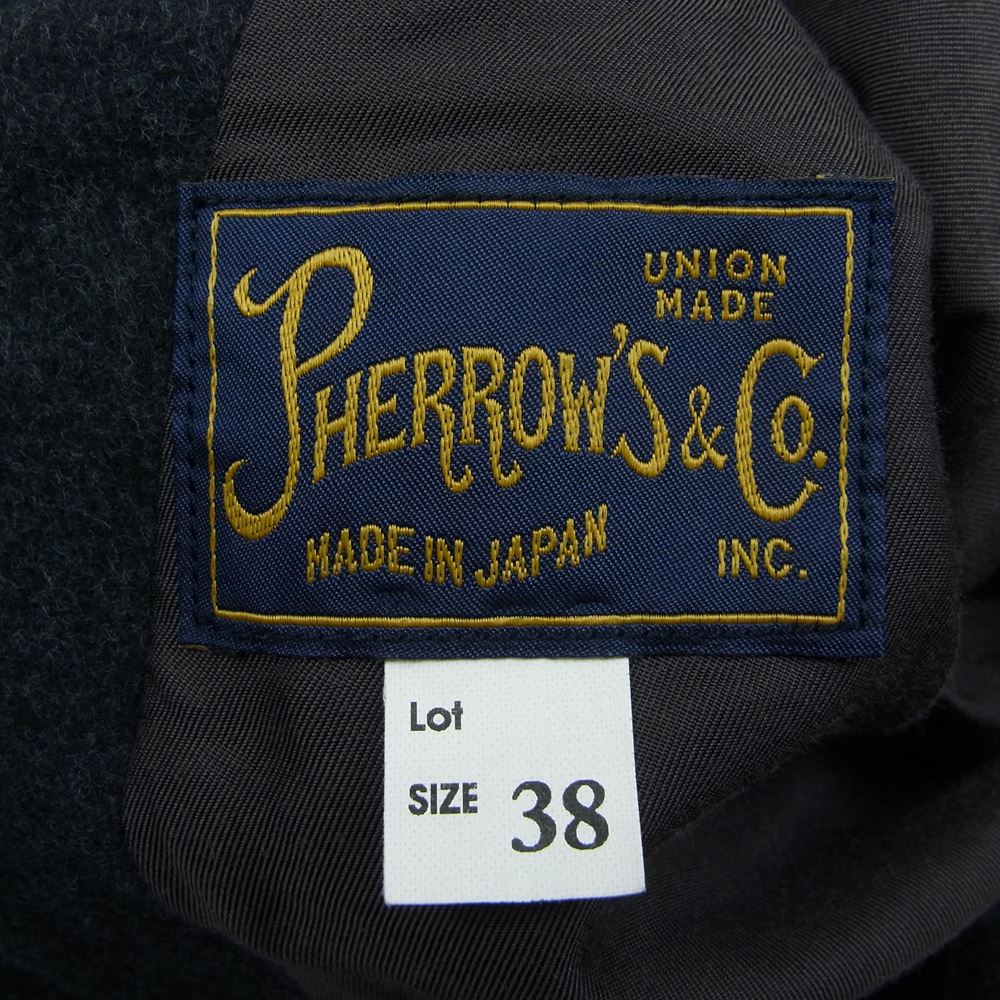 UNION
MADE
PHERROW'S & Co.
MADE IN JAPAN
INC.
Lot
SIZE 38